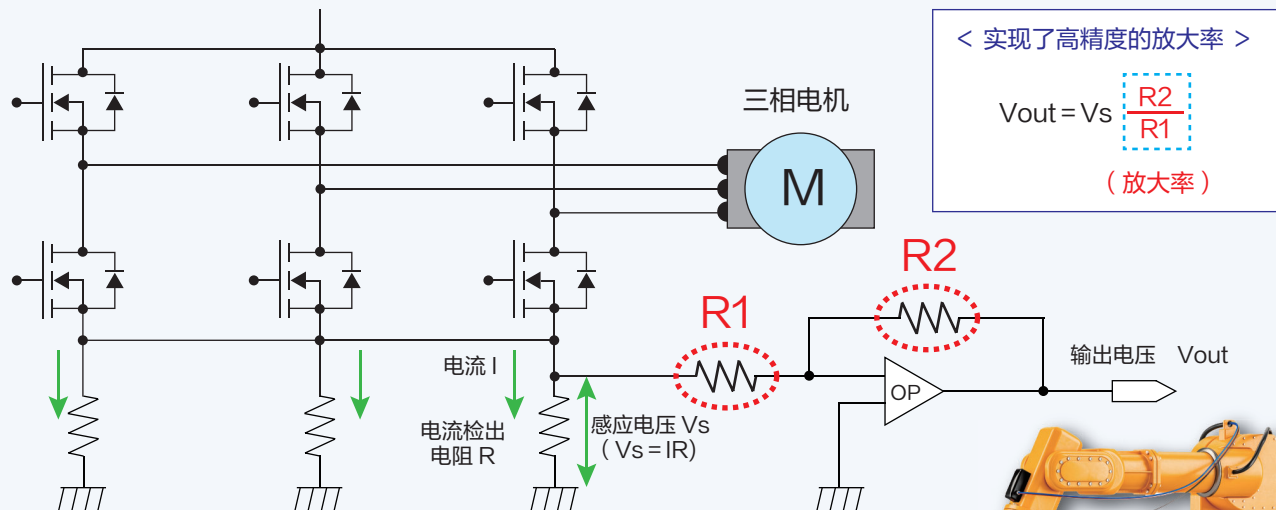 < 实现了高精度的放大率 >
Vout = Vs R2
R1
( 放大率 )
三相电机
M
R2
R1
输出电压 Vout
OP
电流 I
电流检出
电阻 R
感应电压 Vs
( Vs = IR)